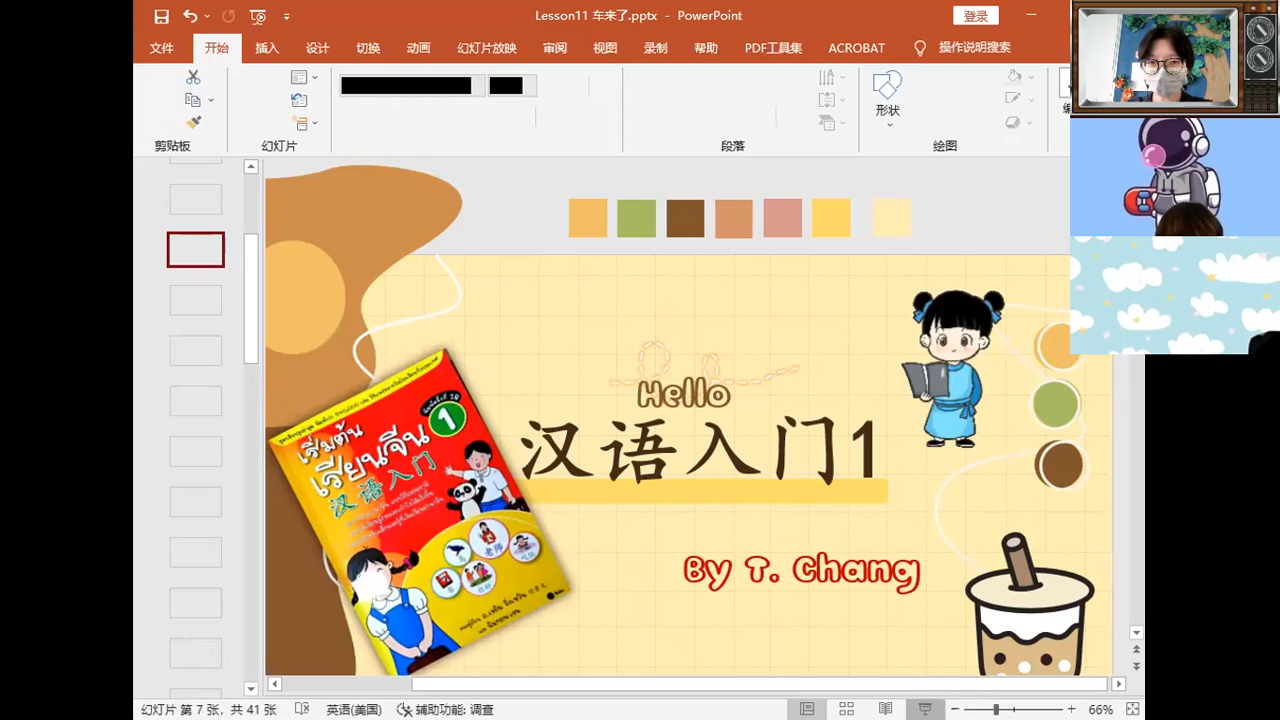 Lesson11 车来了.pptx - PowerPoint
登录
文件 开始 插入 设计 切换 动画 幻灯片放映 审阅 视图 录制 帮助 PDF工具集 ACROBAT 操作说明搜索
形状
剪贴板 幻灯片 段落 绘图
Hello
汉语入门1
By T. Chang
1
เริ่มต้น
เรียนจีน
汉语入门
老师
幻灯片 第 7 张，共 41 张 英语(美国) 辅助功能: 调查 66%